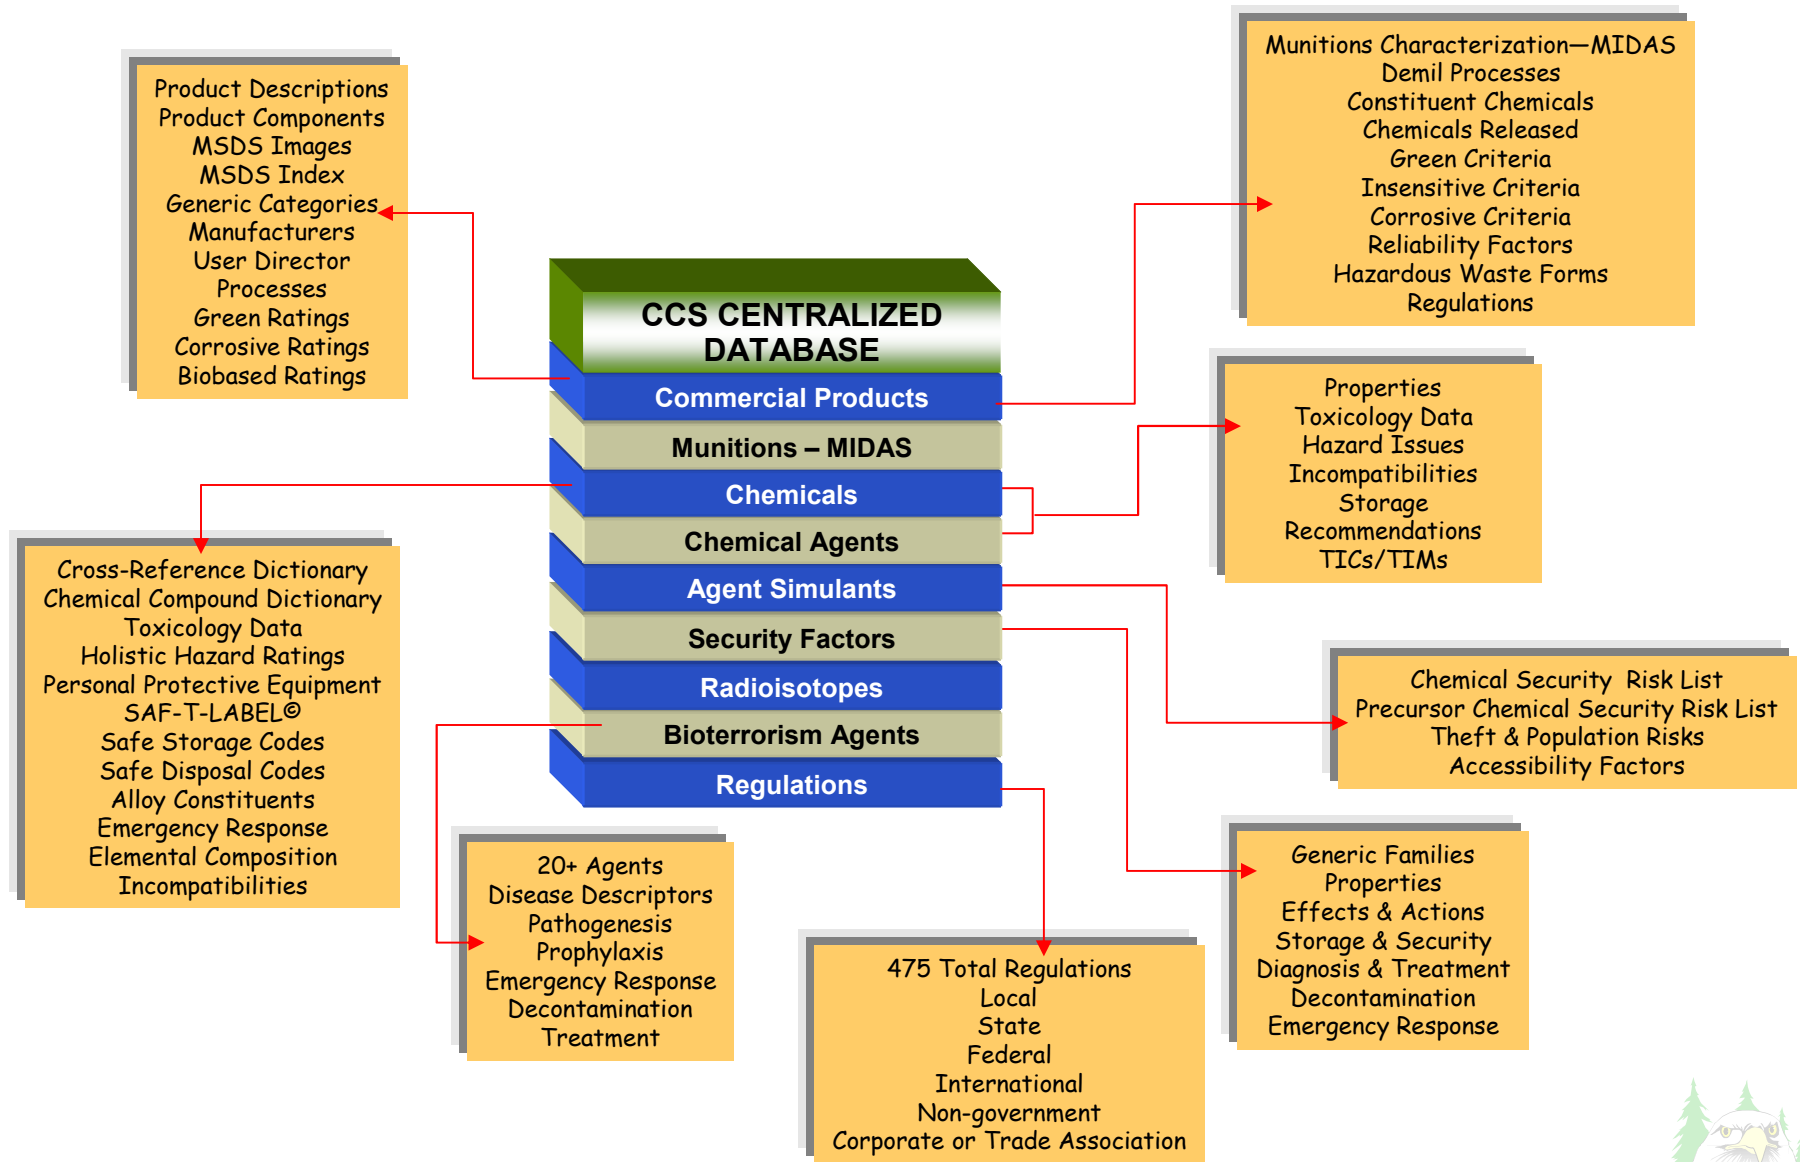 Product Descriptions
Product Components
MSDS Images
MSDS Index
Generic Categories
Manufacturers
User Director
Processes
Green Ratings
Corrosive Ratings
Biobased Ratings
Munitions Characterization—MIDAS
Demil Processes
Constituent Chemicals
Chemicals Released
Green Criteria
Insensitive Criteria
Corrosive Criteria
Reliability Factors
Hazardous Waste Forms
Regulations
CCS CENTRALIZED
DATABASE
Commercial Products
Munitions – MIDAS
Chemicals
Chemical Agents
Agent Simulants
Security Factors
Radioisotopes
Bioterrorism Agents
Regulations
Properties
Toxicology Data
Hazard Issues
Incompatibilities
Storage
Recommendations
TICs/TIMs
Cross-Reference Dictionary
Chemical Compound Dictionary
Toxicology Data
Holistic Hazard Ratings
Personal Protective Equipment
SAF-T-LABEL©
Safe Storage Codes
Safe Disposal Codes
Alloy Constituents
Emergency Response
Elemental Composition
Incompatibilities
Chemical Security Risk List
Precursor Chemical Security Risk List
Theft & Population Risks
Accessibility Factors
20+ Agents
Disease Descriptors
Pathogenesis
Prophylaxis
Emergency Response
Decontamination
Treatment
475 Total Regulations
Local
State
Federal
International
Non-government
Corporate or Trade Association
Generic Families
Properties
Effects & Actions
Storage & Security
Diagnosis & Treatment
Decontamination
Emergency Response